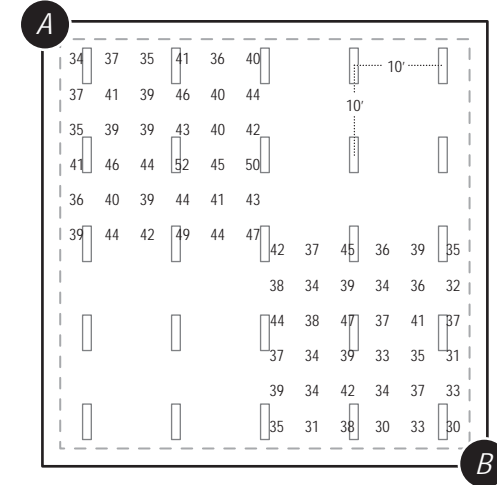 A
34 37 35 41 36 40
10′
37 41 39 46 40 44
10′
35 39 39 43 40 42
41 46 44 52 45 50
36 40 39 44 41 43
39 44 42 49 44 47
42 37 45 36 39 35
38 34 39 34 36 32
44 38 47 37 41 37
37 34 39 33 35 31
39 34 42 34 37 33
35 31 38 30 33 30
B